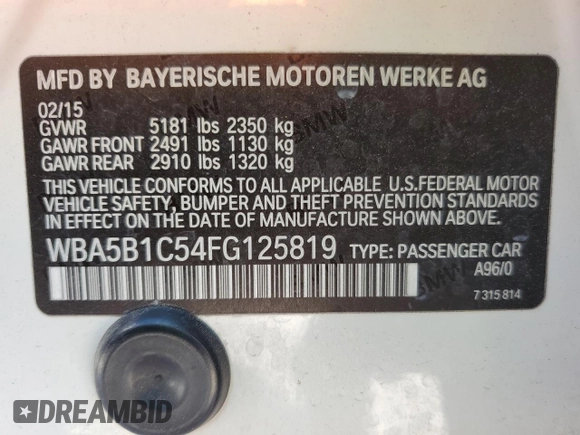 MFD BY BAYERISCHE MOTOREN WERKE AG
02/15
GVWR 5181 lbs 2350 kg
GAWR FRONT 2491 lbs 1130 kg
GAWR REAR 2910 lbs 1320 kg
THIS VEHICLE CONFORMS TO ALL APPLICABLE U.S.FEDERAL MOTOR
VEHICLE SAFETY, BUMPER AND THEFT PREVENTION STANDARDS
IN EFFECT ON THE DATE OF MANUFACTURE SHOWN ABOVE.
WBA5B1C54FG125819 TYPE: PASSENGER CAR
A96/0
7 315 814
DREAMBID